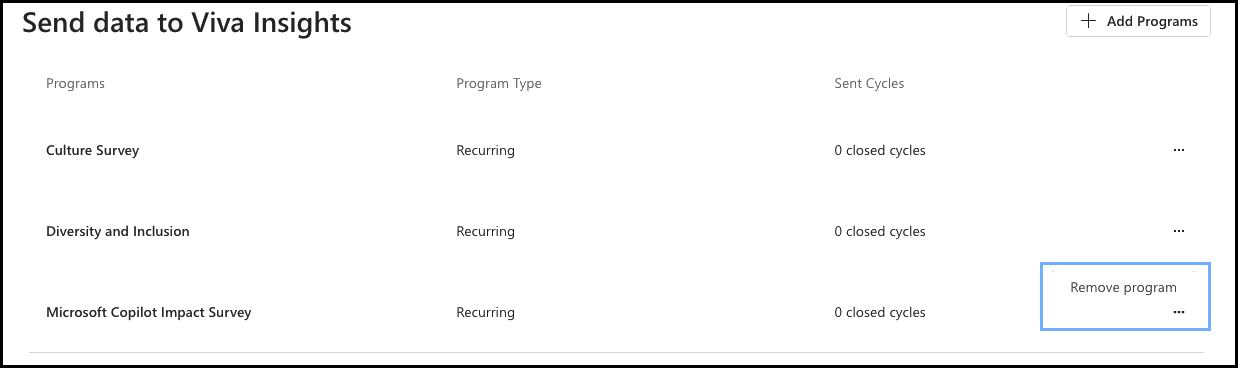 Send data to Viva Insights
Add Programs
Programs Program Type Sent Cycles
Culture Survey Recurring 0 closed cycles ...
Diversity and Inclusion Recurring 0 closed cycles ...
Remove program
Microsoft Copilot Impact Survey Recurring 0 closed cycles ...